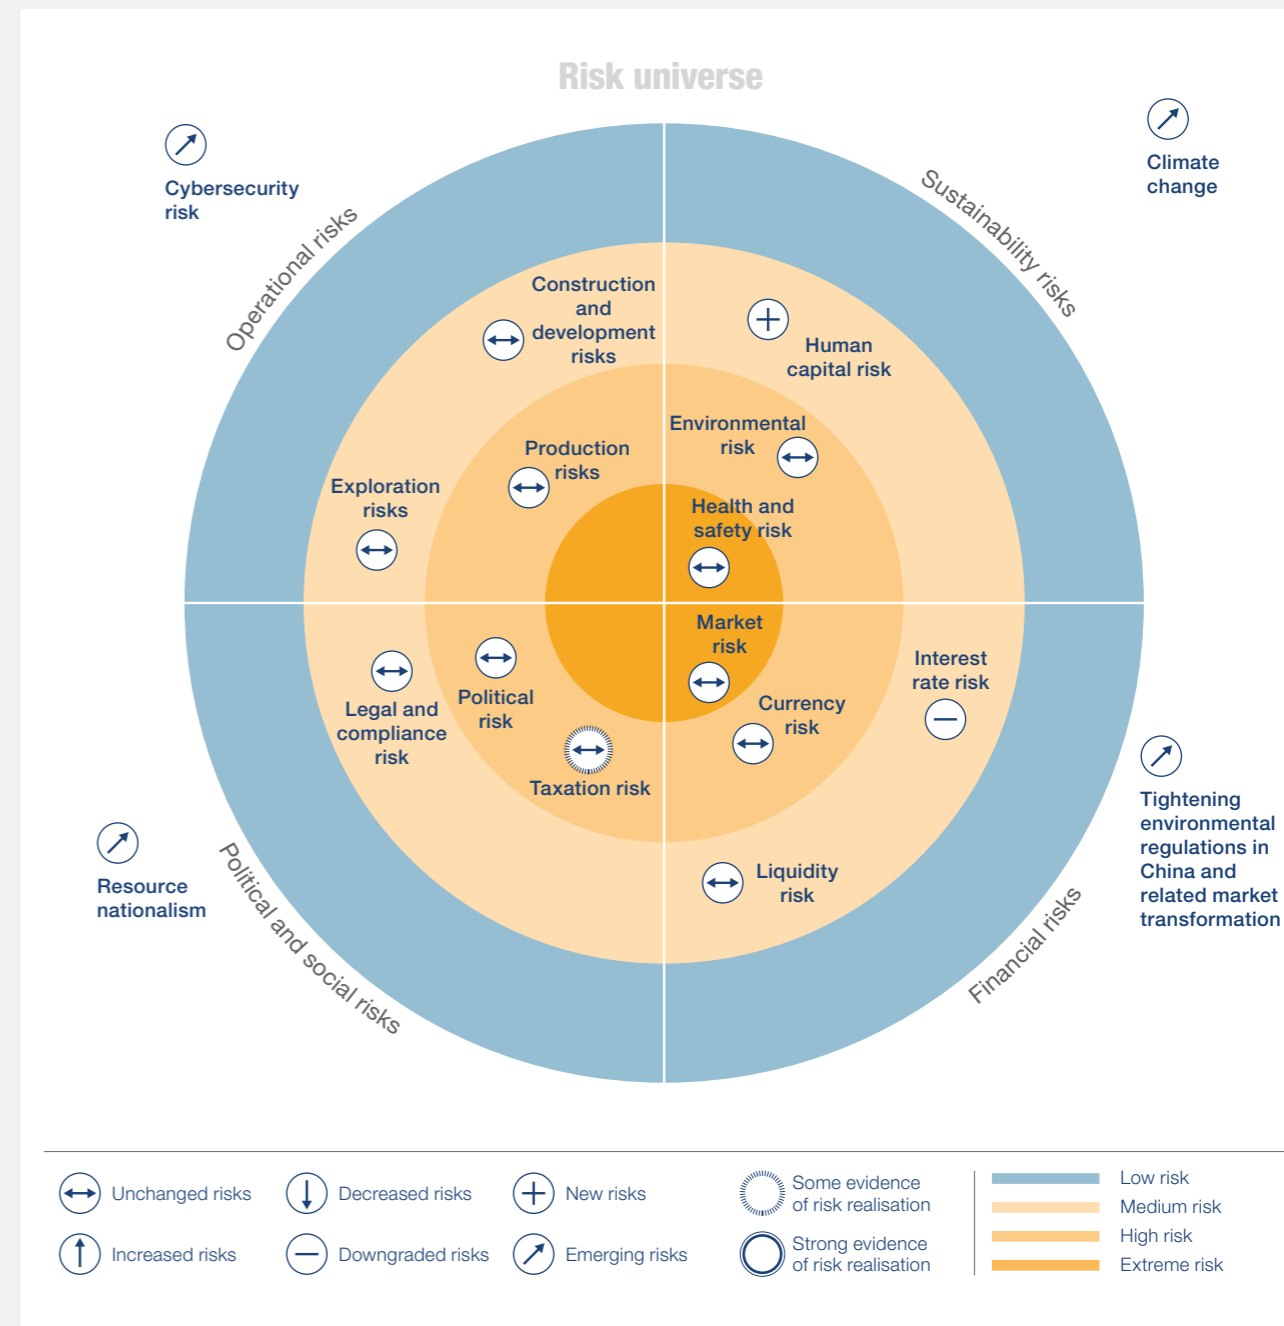 Risk universe
Cybersecurity
risk
Climate
change
Operational risks
Sustainability risks
Construction
and
development
risks
Human
capital risk
Environmental
risk
Production
risks
Exploration
risks
Health and
safety risk
Market
risk
Interest
rate risk
Legal and
compliance
risk
Political
risk
Currency
risk
Taxation risk
Tightening
environmental
regulations in
China and
related market
transformation
Resource
nationalism
Liquidity
risk
Political and social risks
Financial risks
Unchanged risks
Decreased risks
New risks
Some evidence
of risk realisation
Increased risks
Downgraded risks
Emerging risks
Strong evidence
of risk realisation
Low risk
Medium risk
High risk
Extreme risk